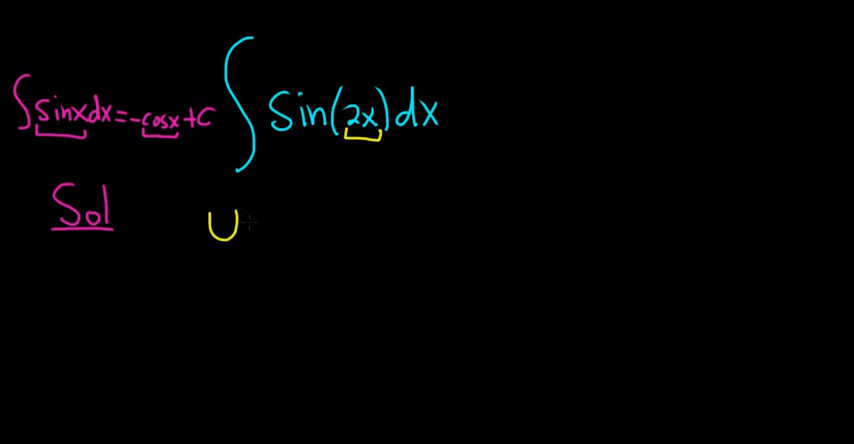 ∫sinxdx=-cosx+C ∫sin(2x)dx
Sol U